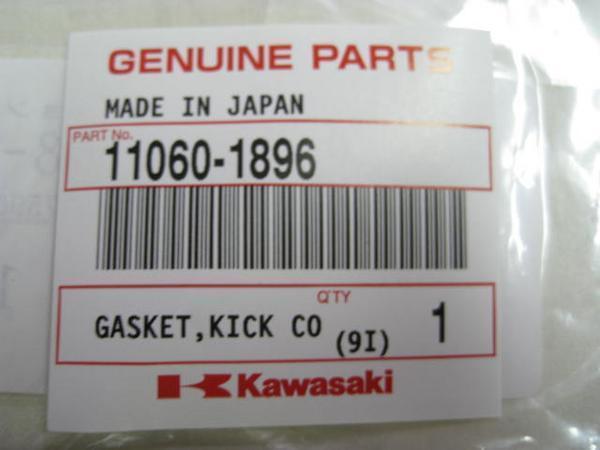 GENUINE PARTS
MADE IN JAPAN
PART No.
11060-1896
Q'TY
GASKET,KICK CO (9I) 1
Kawasaki